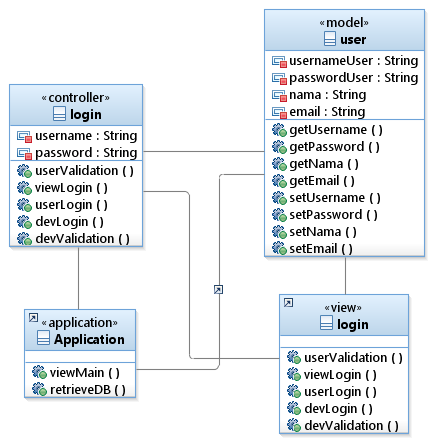 «controller»
login
username : String
password : String
userValidation ( )
viewLogin ( )
userLogin ( )
devLogin ( )
devValidation ( )
«model»
user
usernameUser : String
passwordUser : String
nama : String
email : String
getUsername ( )
getPassword ( )
getNama ( )
getEmail ( )
setUsername ( )
setPassword ( )
setNama ( )
setEmail ( )
«application»
Application
viewMain ( )
retrieveDB ( )
«view»
login
userValidation ( )
viewLogin ( )
userLogin ( )
devLogin ( )
devValidation ( )